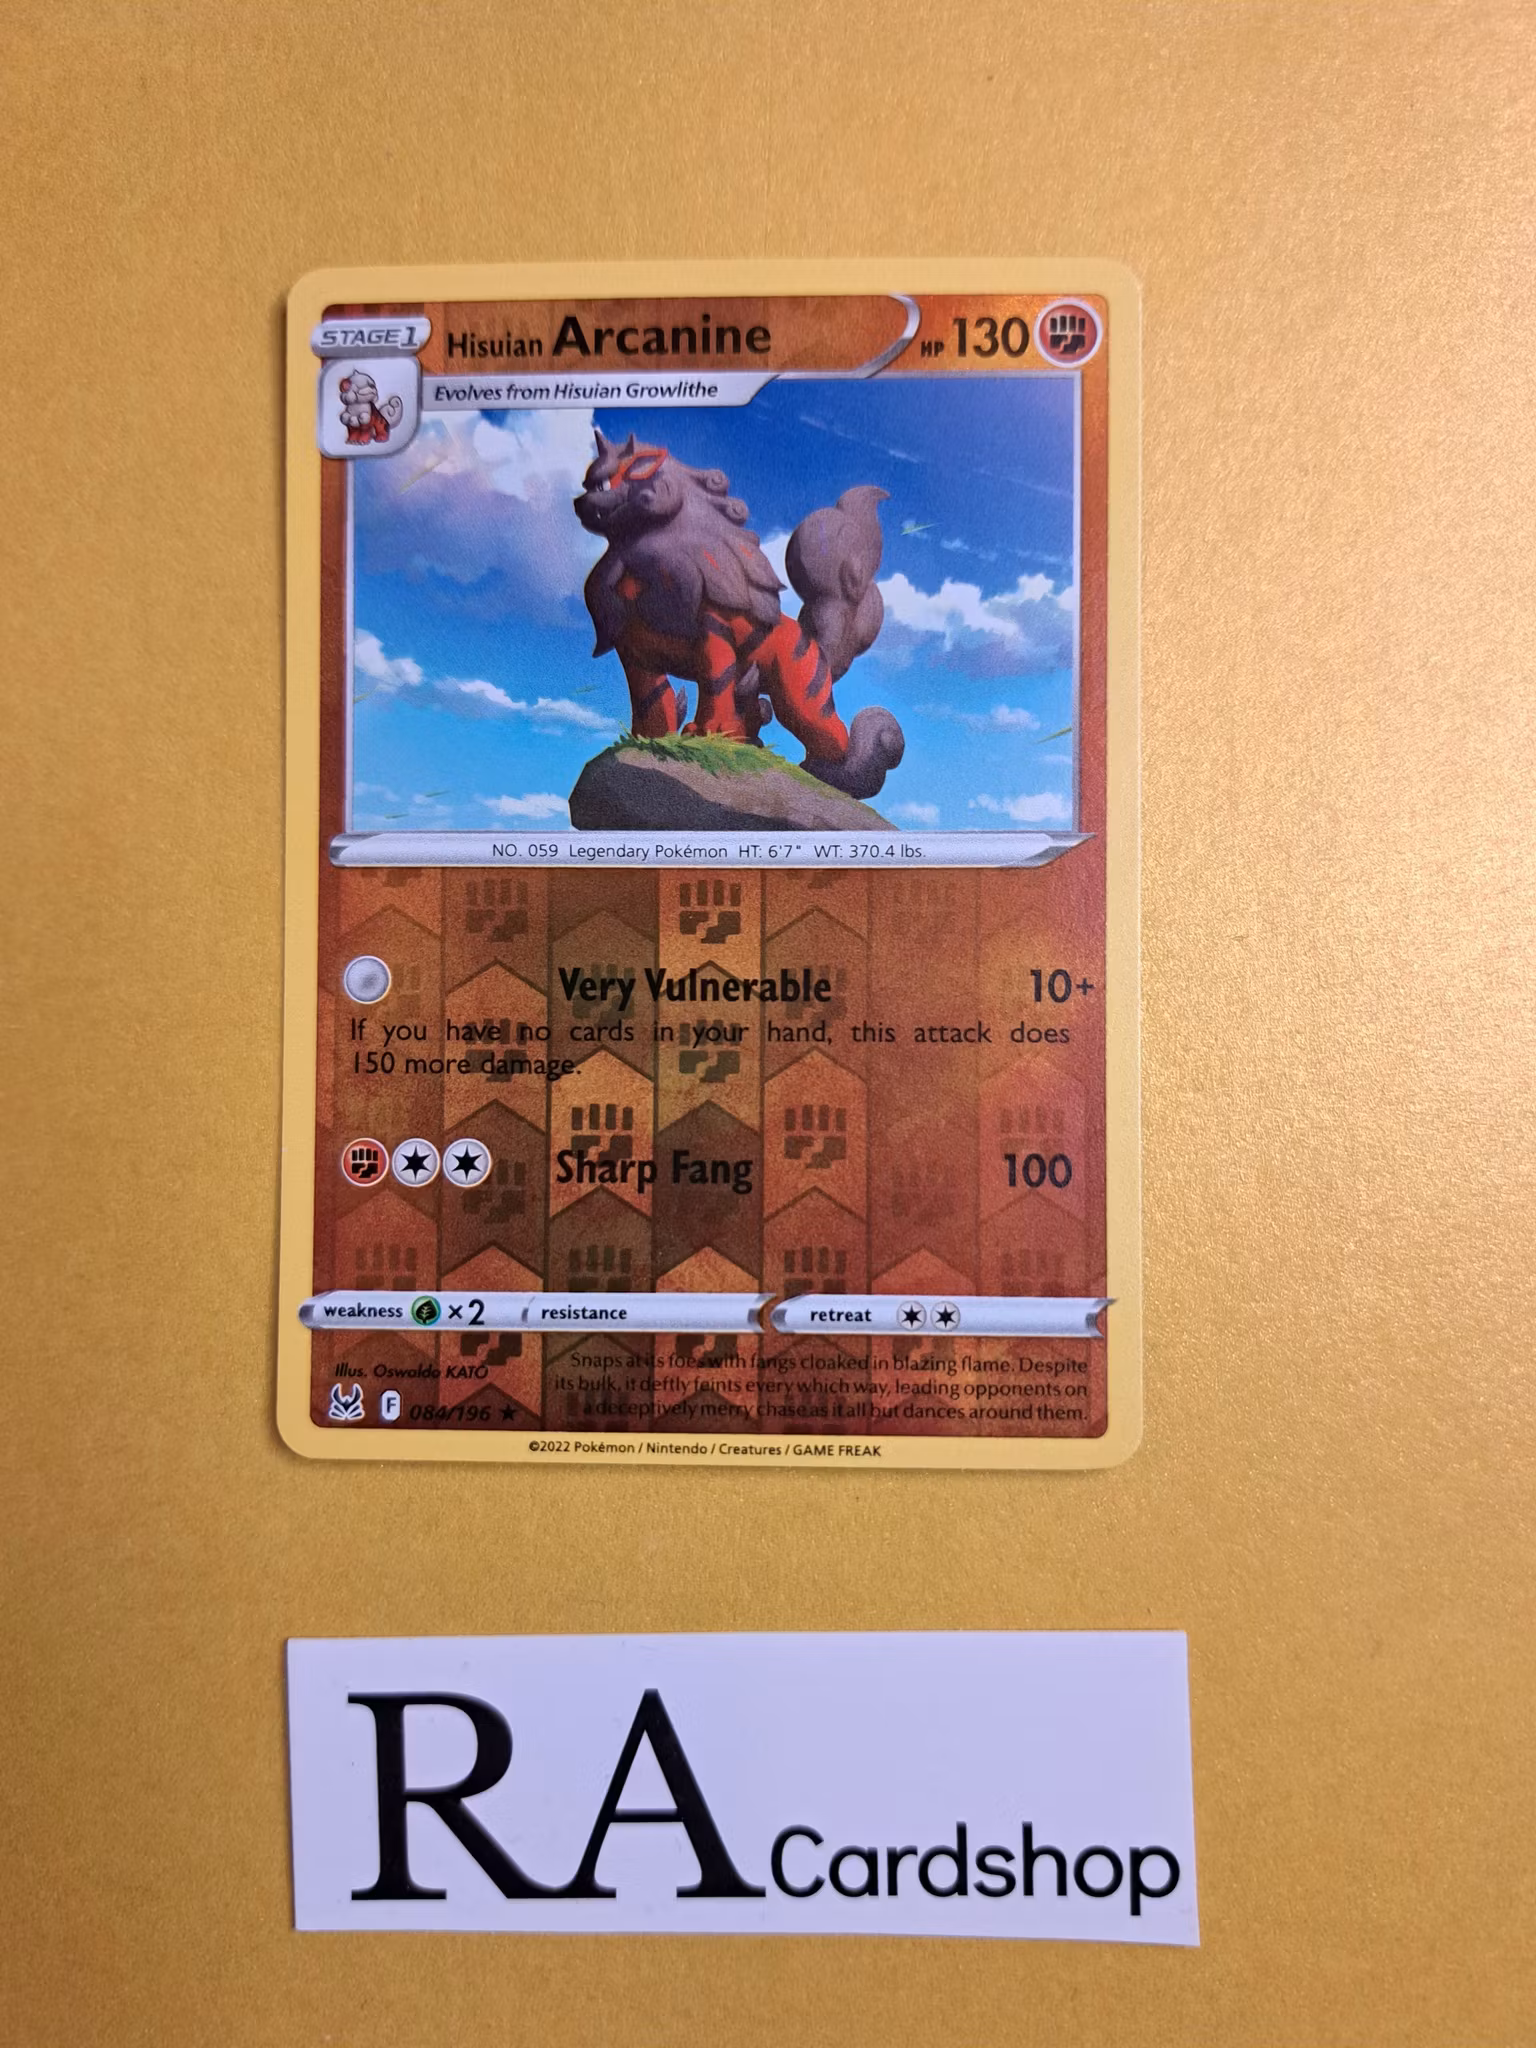 STAGE 1
Hisuian Arcanine
HP 130
Evolves from Hisuian Growlithe
NO. 059 Legendary Pokémon HT: 6'7" WT: 370.4 lbs.
Very Vulnerable 10+
If you have no cards in your hand, this attack does
150 more damage.
Sharp Fang 100
weakness ×2 resistance retreat
Illus. Oswaldo KATO
Snaps at its foes with fangs cloaked in blazing flame. Despite
its bulk, it deftly feints every which way, leading opponents on
a deceptively merry chase as it all but dances around them.
F 084/196 ★
©2022 Pokémon / Nintendo / Creatures / GAME FREAK
RA Cardshop